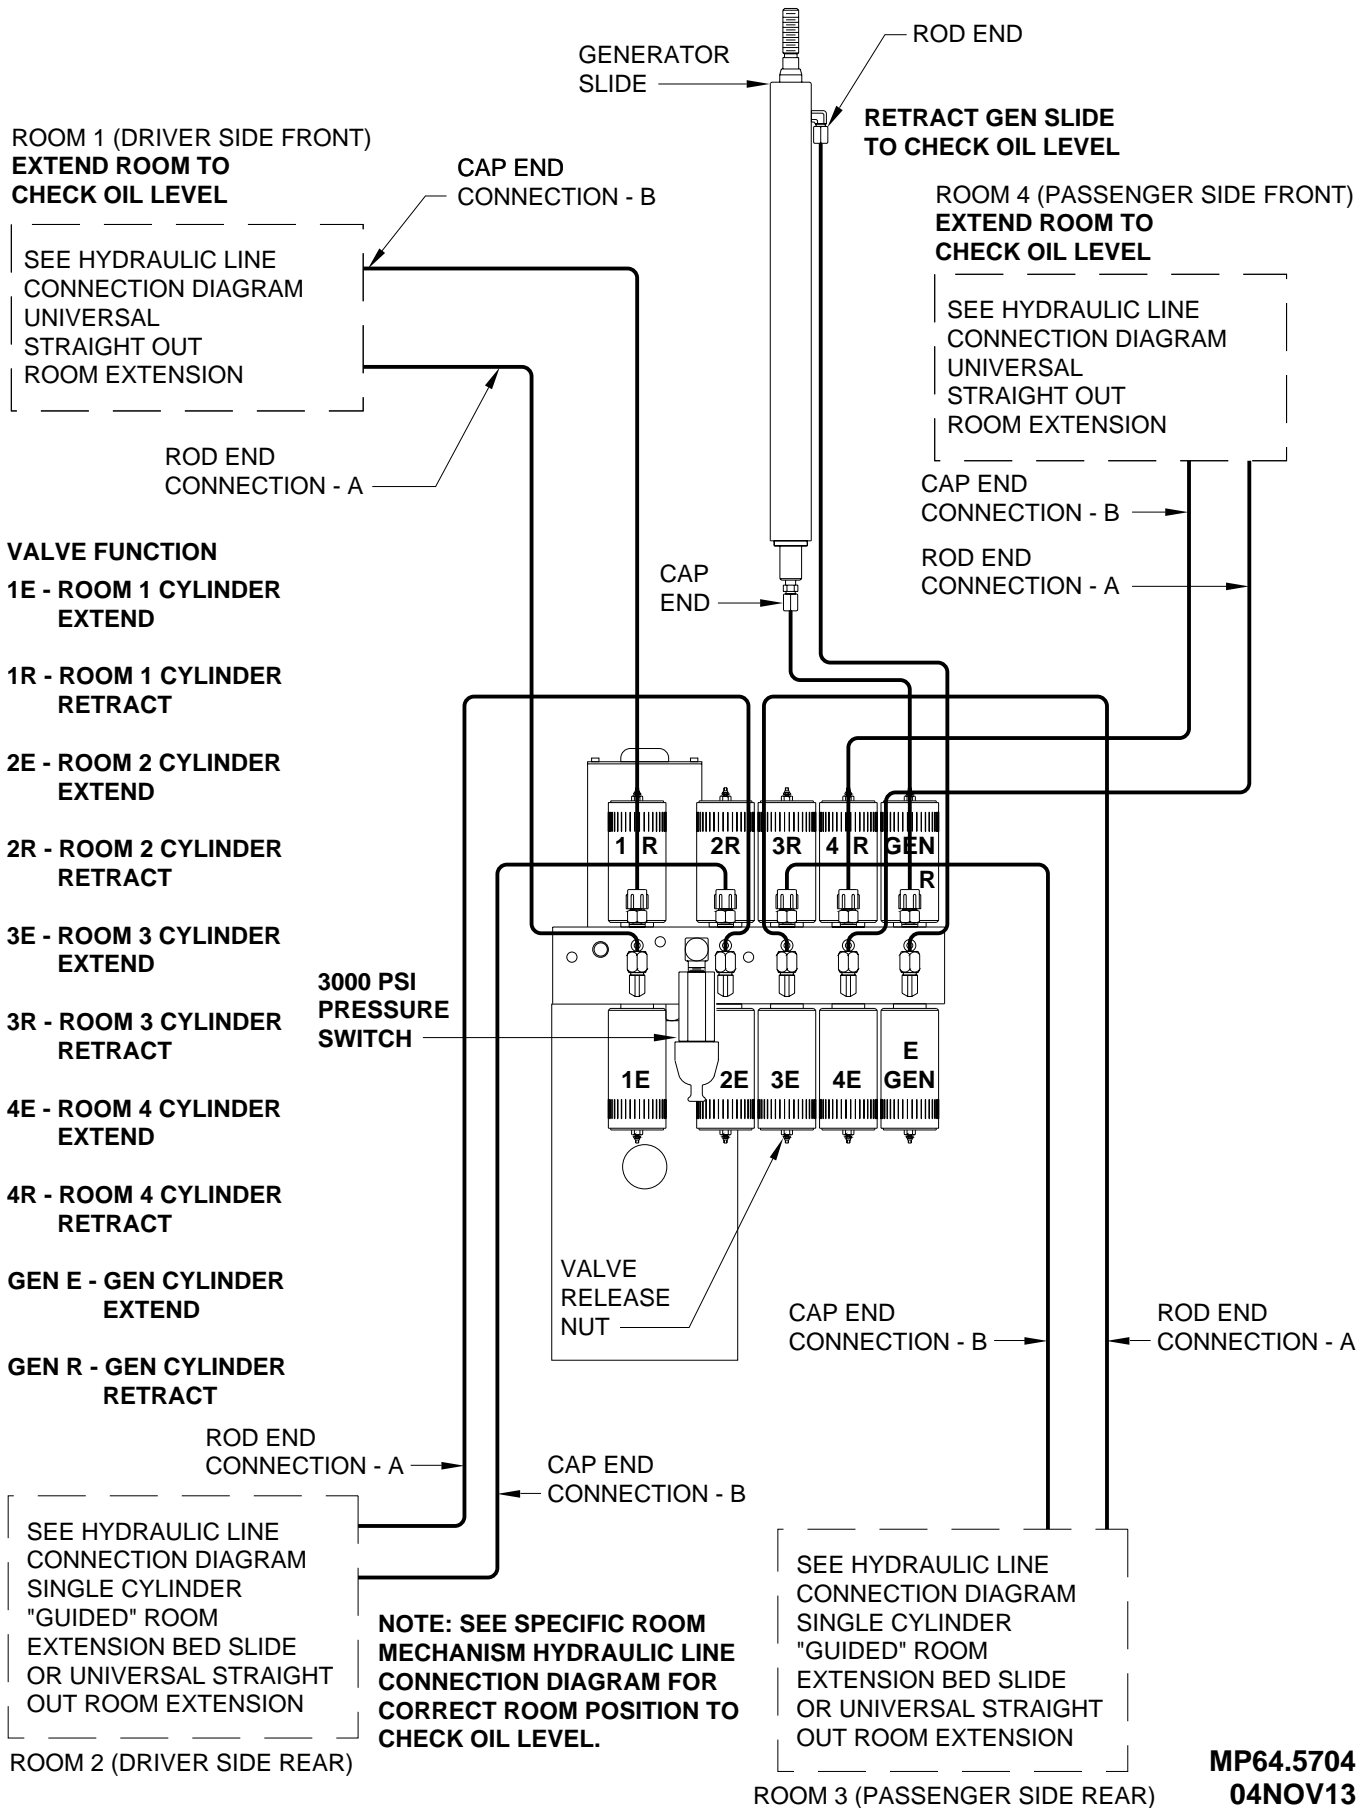 GENERATOR
SLIDE
ROD END
RETRACT GEN SLIDE
TO CHECK OIL LEVEL
ROOM 1 (DRIVER SIDE FRONT)
EXTEND ROOM TO
CHECK OIL LEVEL
CAP END
CONNECTION - B
SEE HYDRAULIC LINE
CONNECTION DIAGRAM
UNIVERSAL
STRAIGHT OUT
ROOM EXTENSION
ROD END
CONNECTION - A
ROOM 4 (PASSENGER SIDE FRONT)
EXTEND ROOM TO
CHECK OIL LEVEL
SEE HYDRAULIC LINE
CONNECTION DIAGRAM
UNIVERSAL
STRAIGHT OUT
ROOM EXTENSION
CAP END
CONNECTION - B
ROD END
CONNECTION - A
CAP
END
VALVE FUNCTION
1E - ROOM 1 CYLINDER
EXTEND
1R - ROOM 1 CYLINDER
RETRACT
2E - ROOM 2 CYLINDER
EXTEND
2R - ROOM 2 CYLINDER
RETRACT
3E - ROOM 3 CYLINDER
EXTEND
3R - ROOM 3 CYLINDER
RETRACT
4E - ROOM 4 CYLINDER
EXTEND
4R - ROOM 4 CYLINDER
RETRACT
GEN E - GEN CYLINDER
EXTEND
GEN R - GEN CYLINDER
RETRACT
1 R
2R
3R
4 R
GEN
R
3000 PSI
PRESSURE
SWITCH
1E
2E
3E
4E
E
GEN
VALVE
RELEASE
NUT
CAP END
CONNECTION - B
ROD END
CONNECTION - A
ROD END
CONNECTION - A
CAP END
CONNECTION - B
SEE HYDRAULIC LINE
CONNECTION DIAGRAM
SINGLE CYLINDER
"GUIDED" ROOM
EXTENSION BED SLIDE
OR UNIVERSAL STRAIGHT
OUT ROOM EXTENSION
ROOM 2 (DRIVER SIDE REAR)
NOTE: SEE SPECIFIC ROOM
MECHANISM HYDRAULIC LINE
CONNECTION DIAGRAM FOR
CORRECT ROOM POSITION TO
CHECK OIL LEVEL.
SEE HYDRAULIC LINE
CONNECTION DIAGRAM
SINGLE CYLINDER
"GUIDED" ROOM
EXTENSION BED SLIDE
OR UNIVERSAL STRAIGHT
OUT ROOM EXTENSION
ROOM 3 (PASSENGER SIDE REAR)
MP64.5704
04NOV13